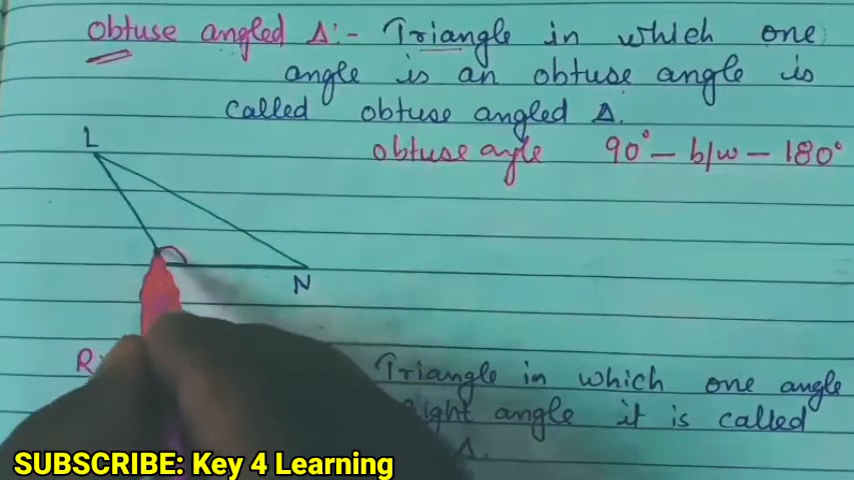 Obtuse angled Δ:- Triangle in which one
angle is an obtuse angle is
called obtuse angled Δ.
obtuse angle 90° - b/w - 180°
L
N
R
Triangle in which one angle
Right angle it is called
Δ.
SUBSCRIBE: Key 4 Learning